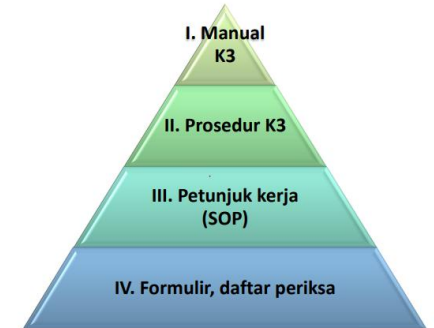 I. Manual
K3
II. Prosedur K3
III. Petunjuk kerja
(SOP)
IV. Formulir, daftar periksa